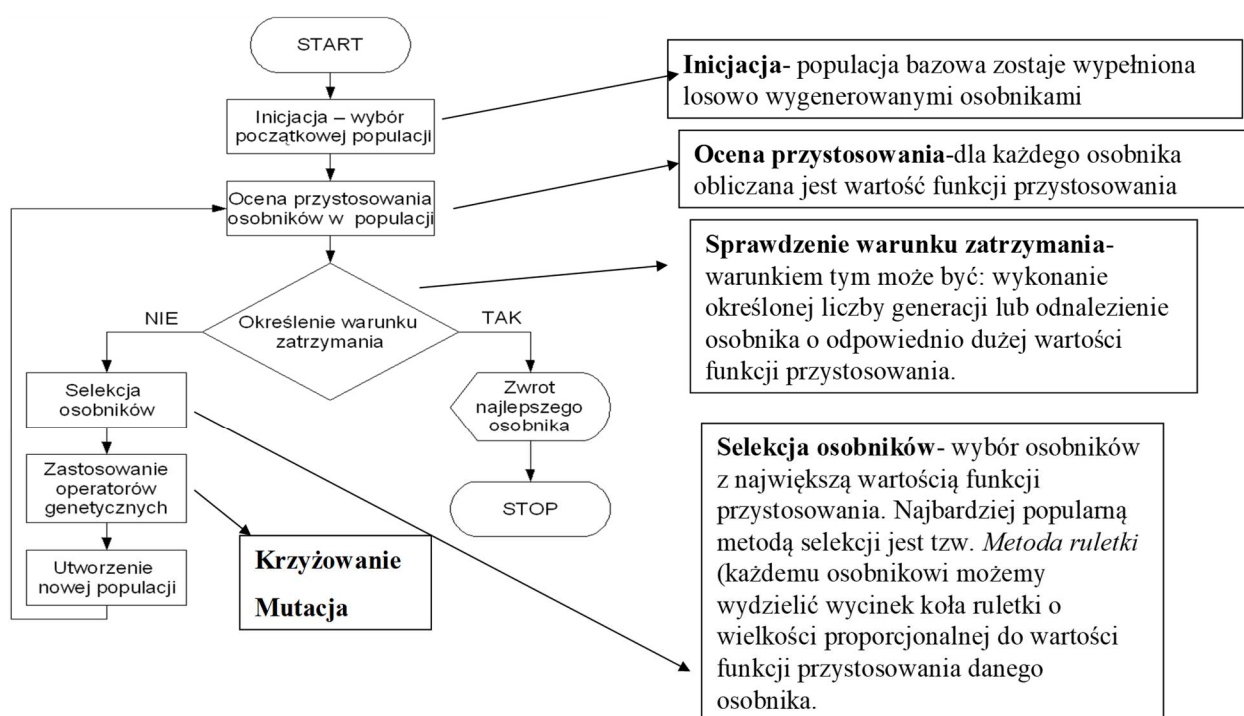 START
Inicjacja – wybór
początkowej populacji
Ocena przystosowania
osobników w populacji
Określenie warunku
zatrzymania
NIE
TAK
Selekcja
osobników
Zastosowanie
operatorów
genetycznych
Utworzenie
nowej populacji
Zwrot
najlepszego
osobnika
STOP
Inicjacja- populacja bazowa zostaje wypełniona
losowo wygenerowanymi osobnikami
Ocena przystosowania-dla każdego osobnika
obliczana jest wartość funkcji przystosowania
Sprawdzenie warunku zatrzymania-
warunkiem tym może być: wykonanie
określonej liczby generacji lub odnalezienie
osobnika o odpowiednio dużej wartości
funkcji przystosowania.
Selekcja osobników- wybór osobników
z największą wartością funkcji
przystosowania. Najbardziej popularną
metodą selekcji jest tzw. Metoda ruletki
(każdemu osobnikowi możemy
wydzielić wycinek koła ruletki o
wielkości proporcjonalnej do wartości
funkcji przystosowania danego
osobnika.
Krzyżowanie
Mutacja